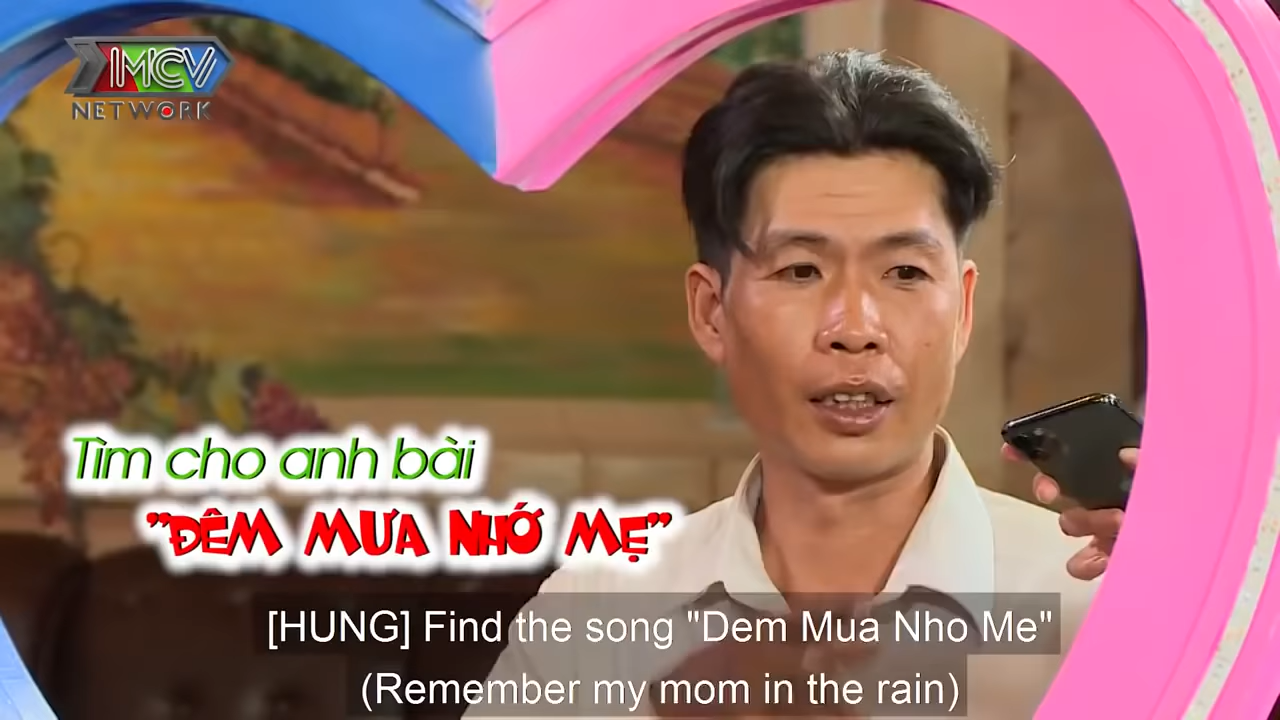 MCV
NETWORK
Tìm cho anh bài
"ĐÊM MƯA NHỚ MẸ"
[HUNG] Find the song "Dem Mua Nho Me"
(Remember my mom in the rain)